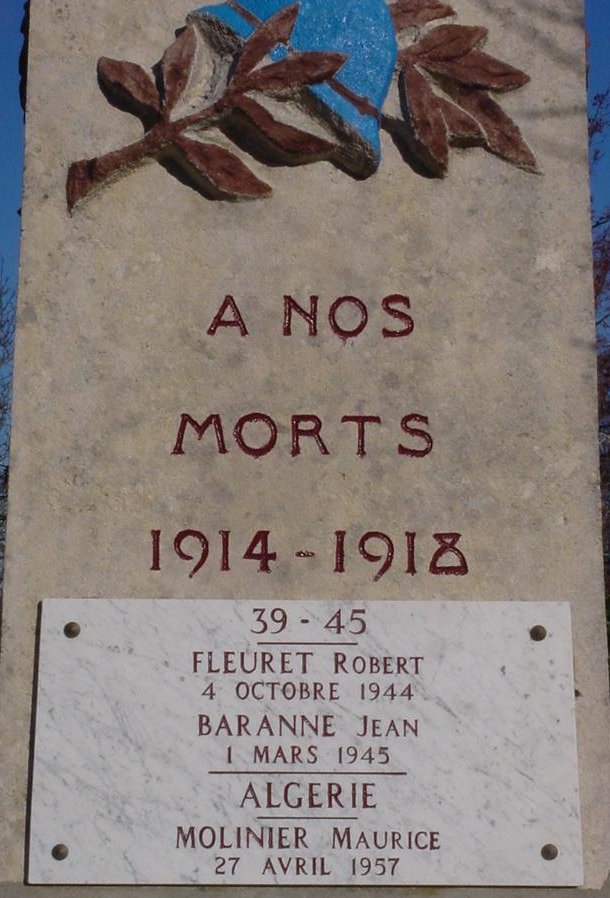 A NOS
MORTS
1914-1918
39 - 45
FLEURET ROBERT
4 OCTOBRE 1944
BARANNE JEAN
1 MARS 1945
ALGERIE
MOLINIER MAURICE
27 AVRIL 1957